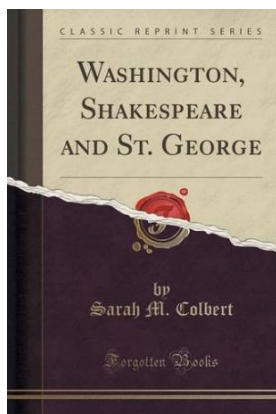 CLASSIC REPRINT SERIES
WASHINGTON,
SHAKESPEARE
AND ST. GEORGE
by
Sarah M. Colbert
Forgotten Books